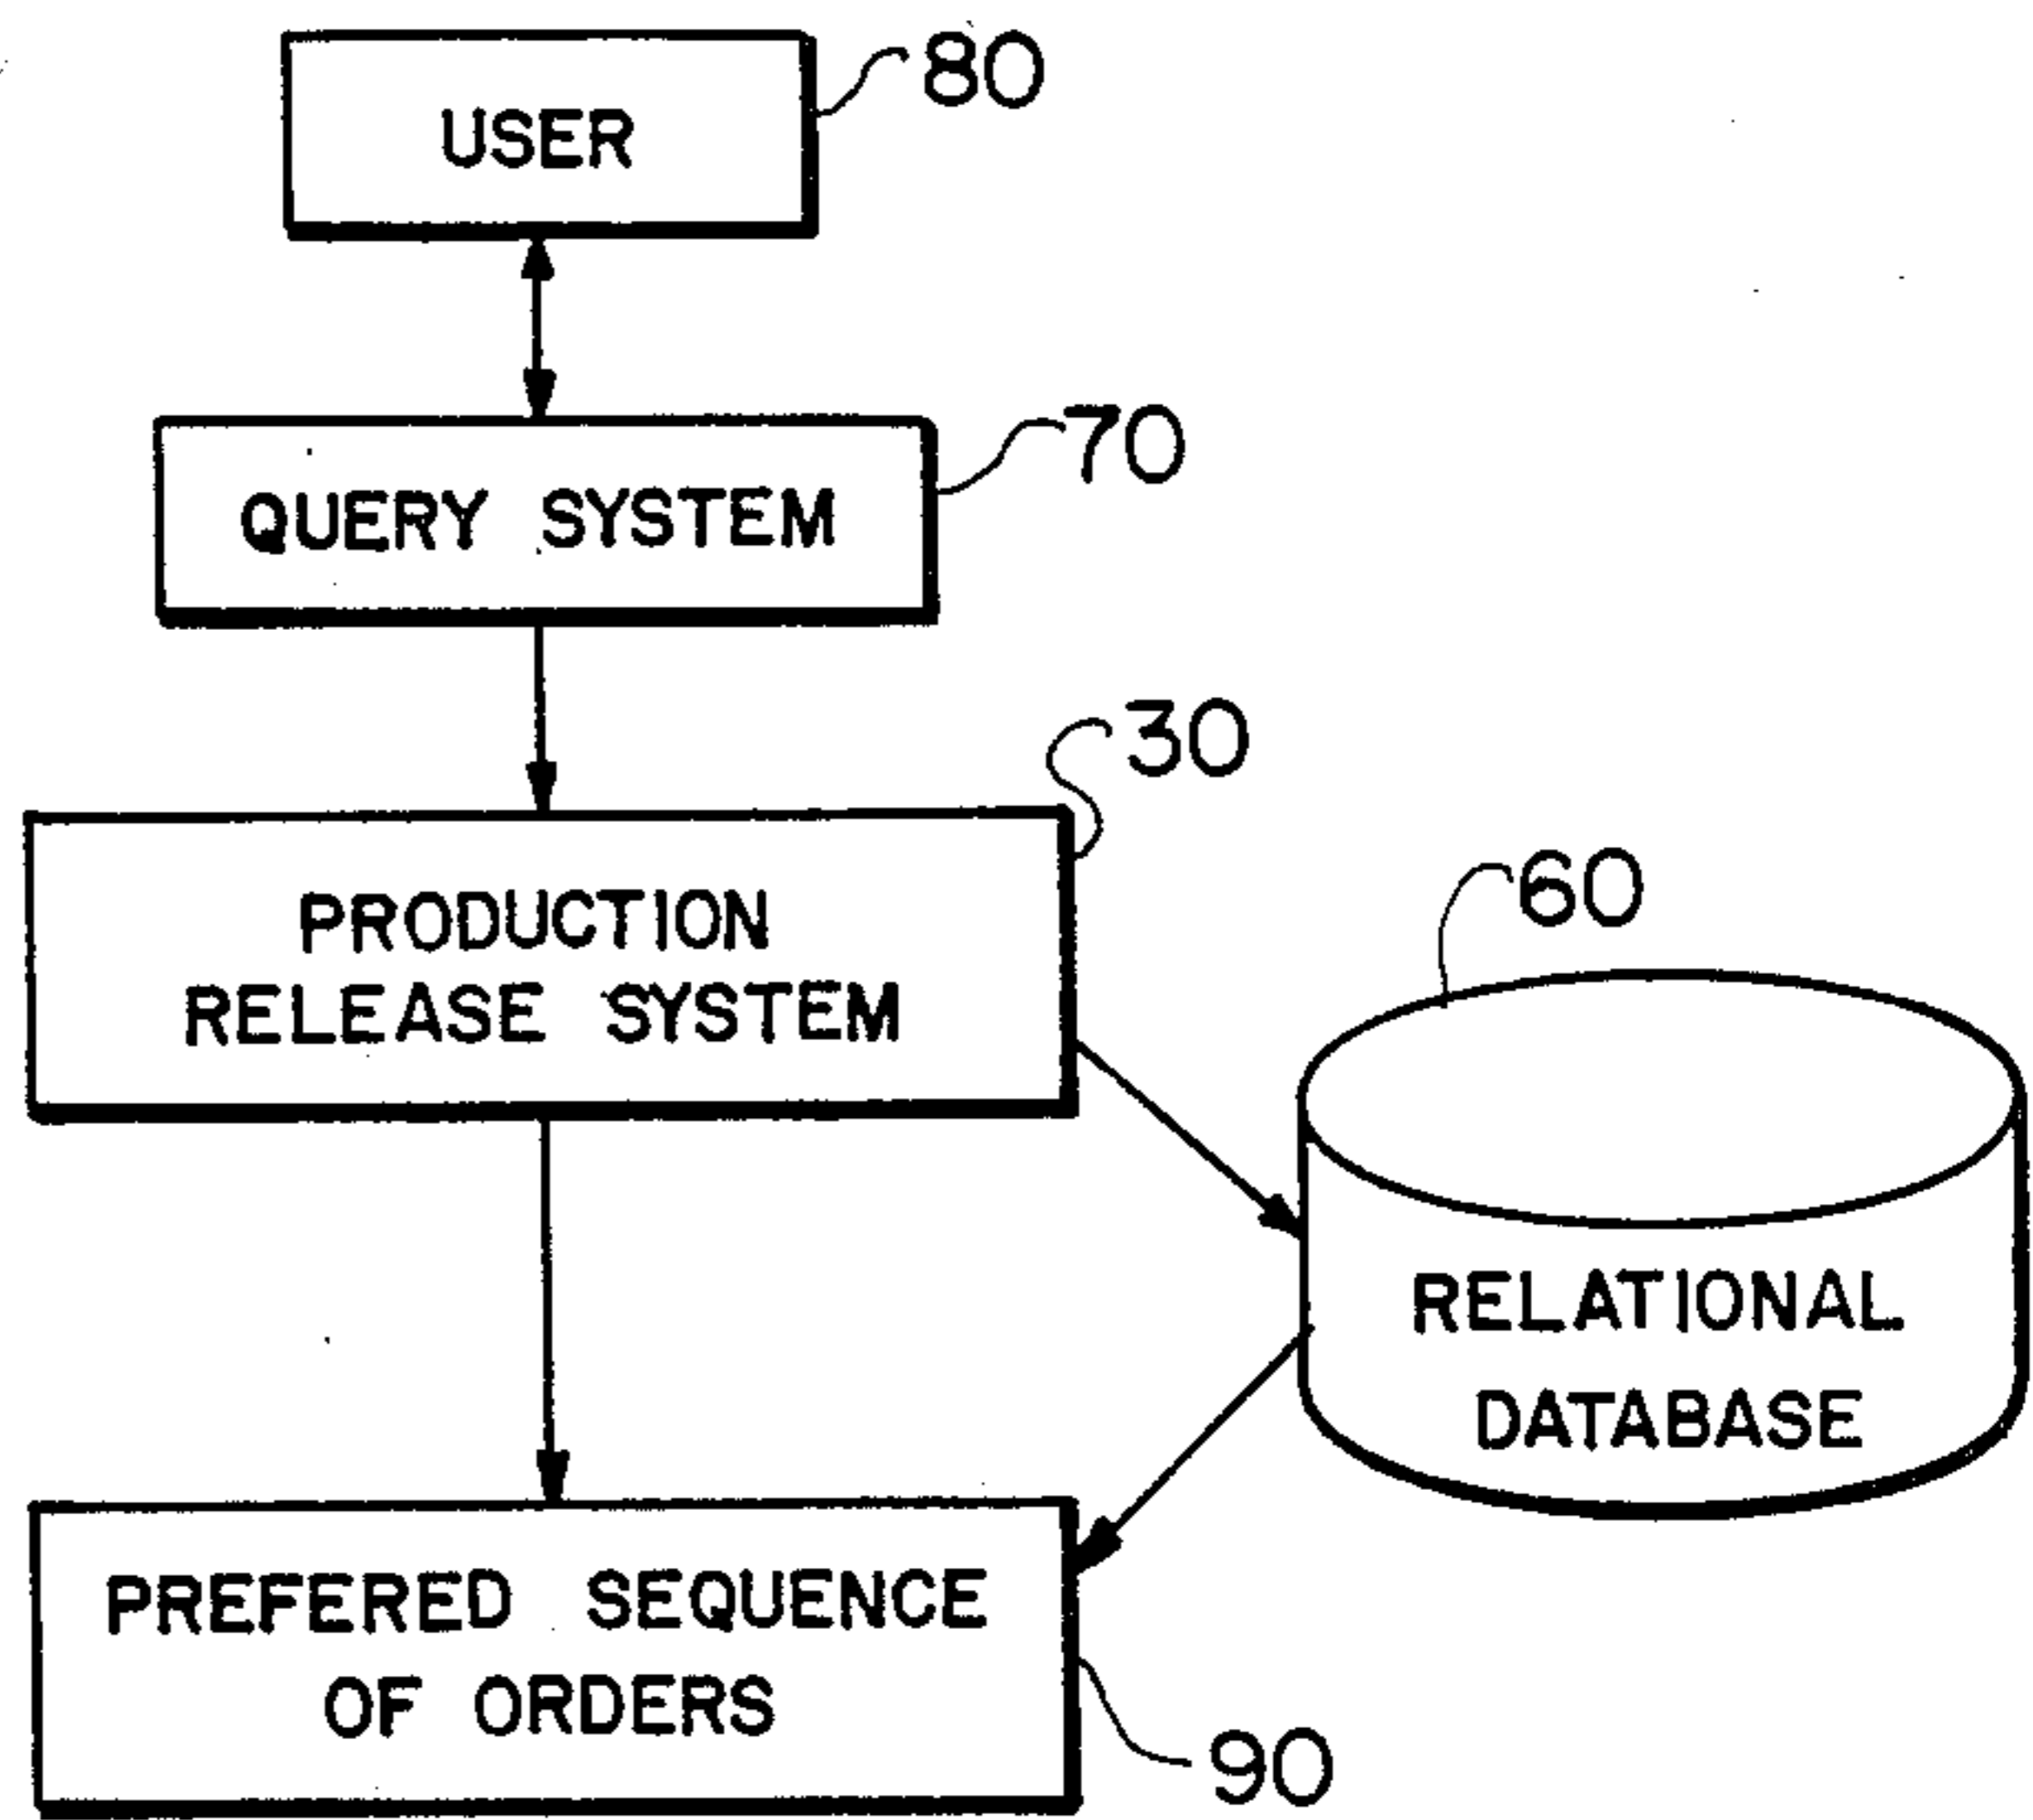 80
USER
70
QUERY SYSTEM
30
PRODUCTION
RELEASE SYSTEM
60
RELATIONAL
DATABASE
PREFERED SEQUENCE
OF ORDERS
90